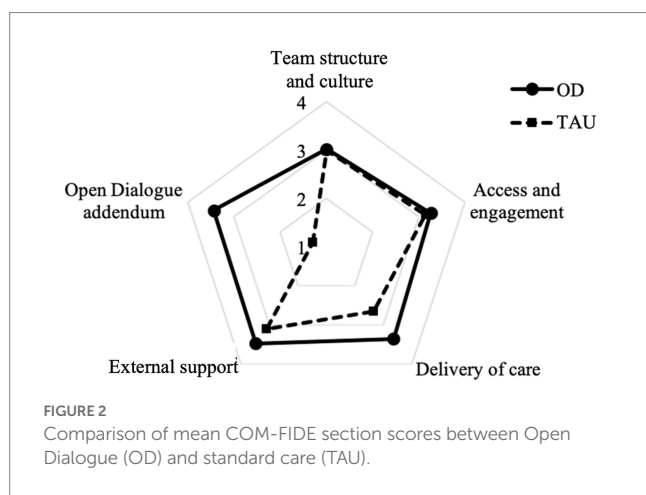 Team structure
and culture
4
OD
TAU
3
Open Dialogue
addendum
2
Access and
engagement
1
External support
Delivery of care
FIGURE 2
Comparison of mean COM-FIDE section scores between Open
Dialogue (OD) and standard care (TAU).